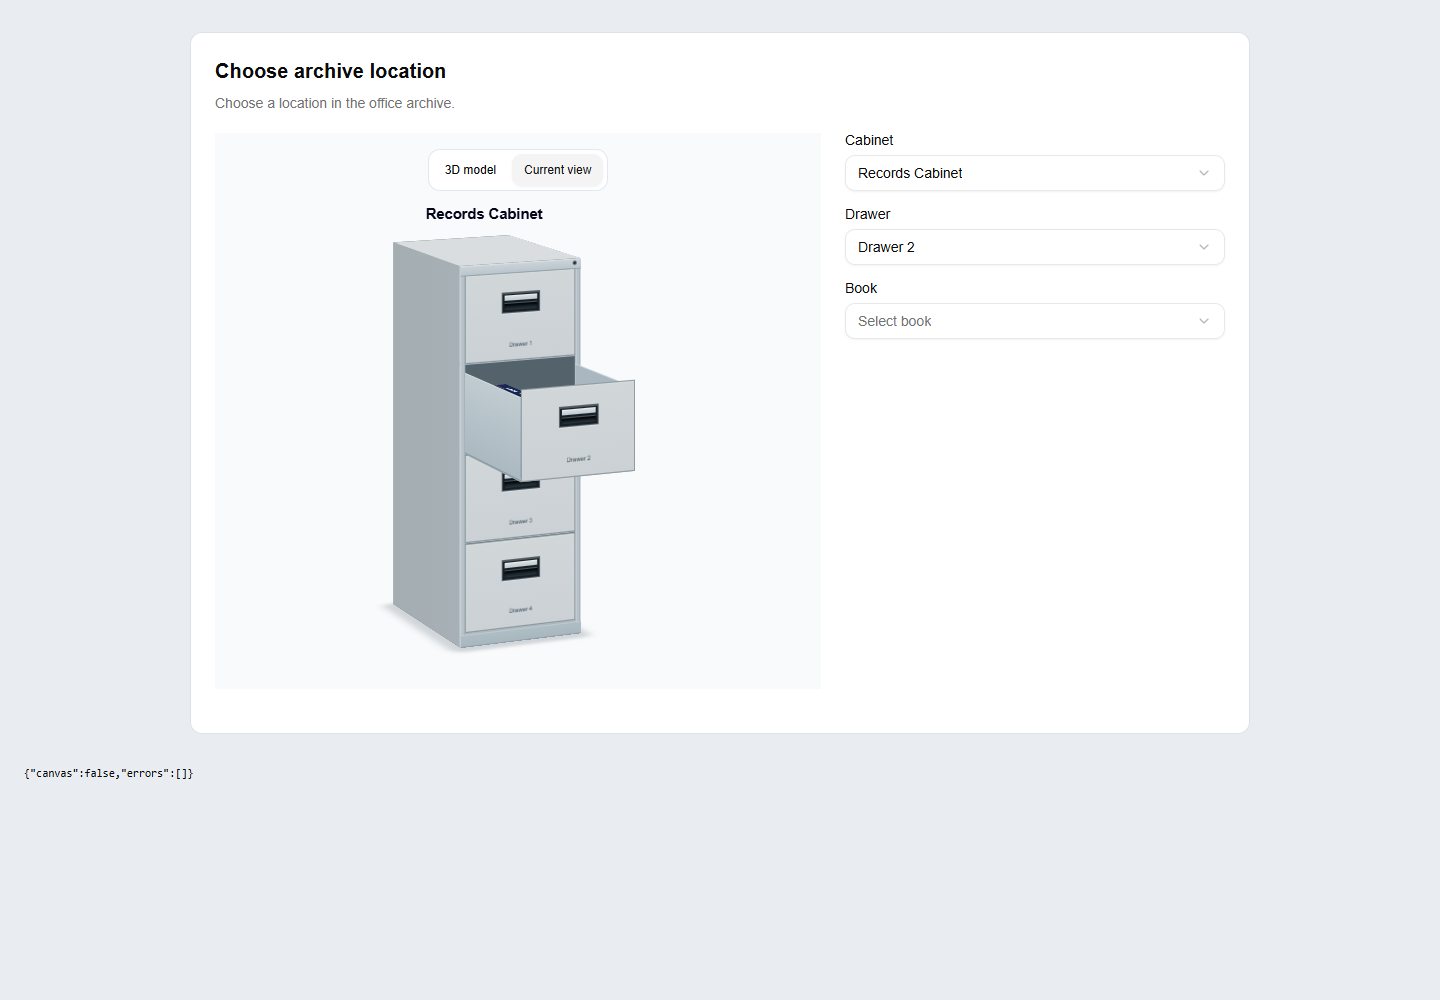 Choose archive location
Choose a location in the office archive.
3D model
Current view
Records Cabinet
Drawer 1
Drawer 2
Drawer 3
Drawer 4
Cabinet
Records Cabinet
Drawer
Drawer 2
Book
Select book
{"canvas":false,"errors":[]}